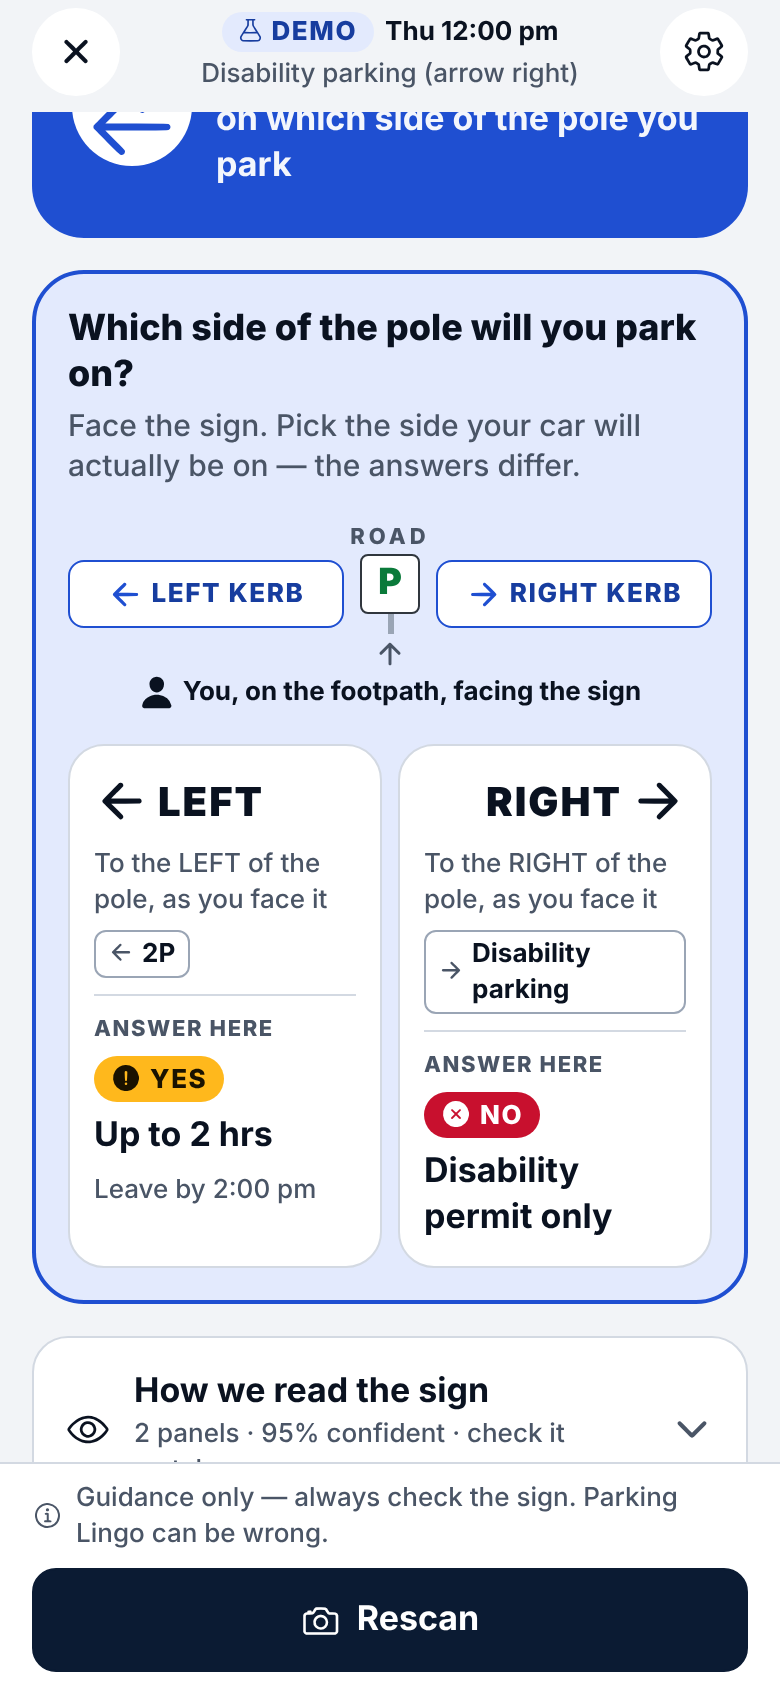 DEMO Thu 12:00 pm
Disability parking (arrow right)
on which side of the pole you
park
Which side of the pole will you park
on?
Face the sign. Pick the side your car will
actually be on — the answers differ.
ROAD
← LEFT KERB
P
→ RIGHT KERB
You, on the footpath, facing the sign
← LEFT
To the LEFT of the
pole, as you face it
← 2P
ANSWER HERE
YES
Up to 2 hrs
Leave by 2:00 pm
RIGHT →
To the RIGHT of the
pole, as you face it
→ Disability
parking
ANSWER HERE
NO
Disability
permit only
How we read the sign
2 panels · 95% confident · check it
Guidance only — always check the sign. Parking
Lingo can be wrong.
Rescan